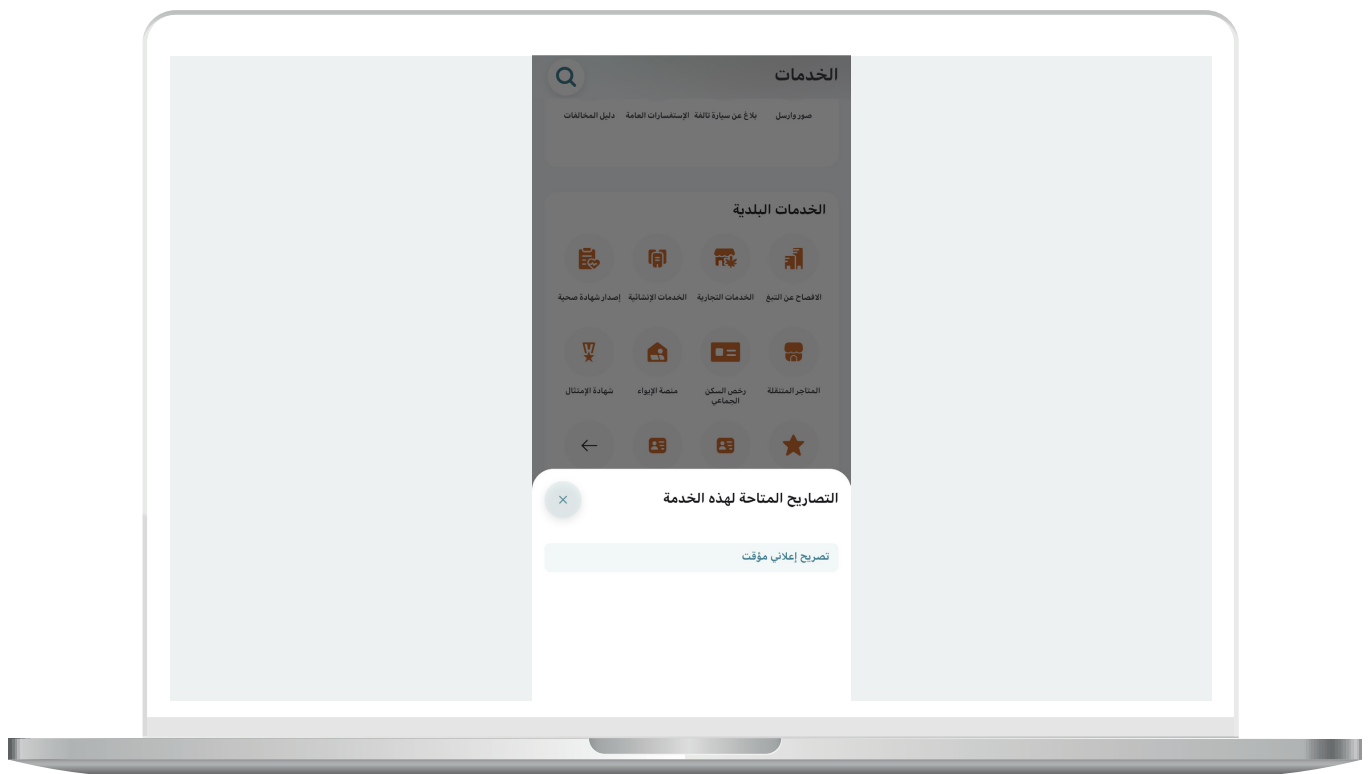 الخدمات
صور وارسل
بلاغ عن سيارة تالفة
الإستفسارات العامة
دليل المخالفات
الخدمات البلدية
الافصاح عن التبغ
الخدمات التجارية
الخدمات الإنشائية
إصدار شهادة صحية
المتاجر المتنقلة
رخص السكن
الجماعي
منصة الإيواء
شهادة الإمتثال
التصاريح المتاحة لهذه الخدمة
تصريح إعلاني مؤقت